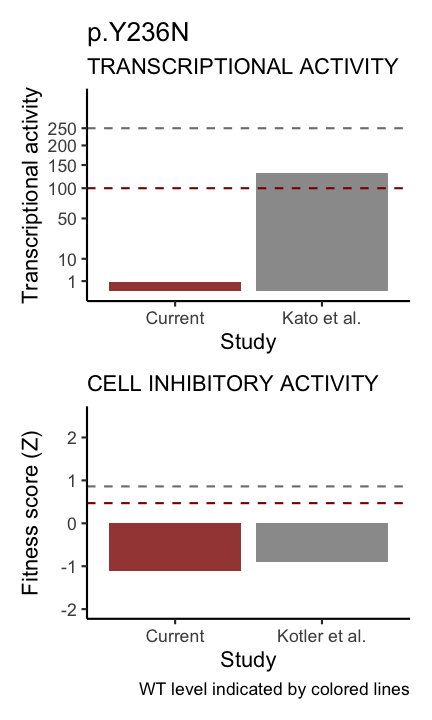 p.Y236N
TRANSCRIPTIONAL ACTIVITY
Transcriptional activity
250
200
150
100
50
10
1
Current
Kato et al.
Study
CELL INHIBITORY ACTIVITY
Fitness score (Z)
2
1
0
-1
-2
Current
Kotler et al.
Study
WT level indicated by colored lines